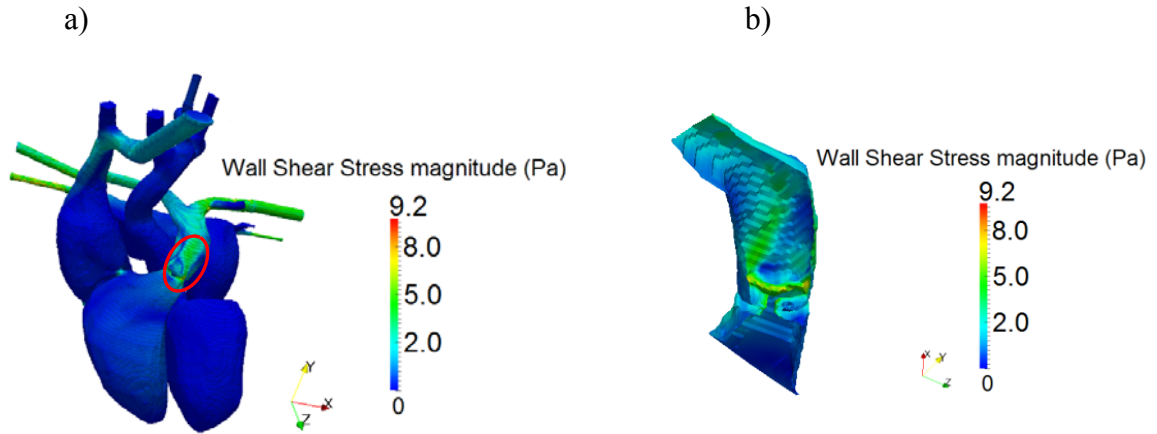 a)
b)
Wall Shear Stress magnitude (Pa)
9.2
8.0
5.0
2.0
0
Y
X
Z
Wall Shear Stress magnitude (Pa)
9.2
8.0
5.0
2.0
0
X
Y
Z